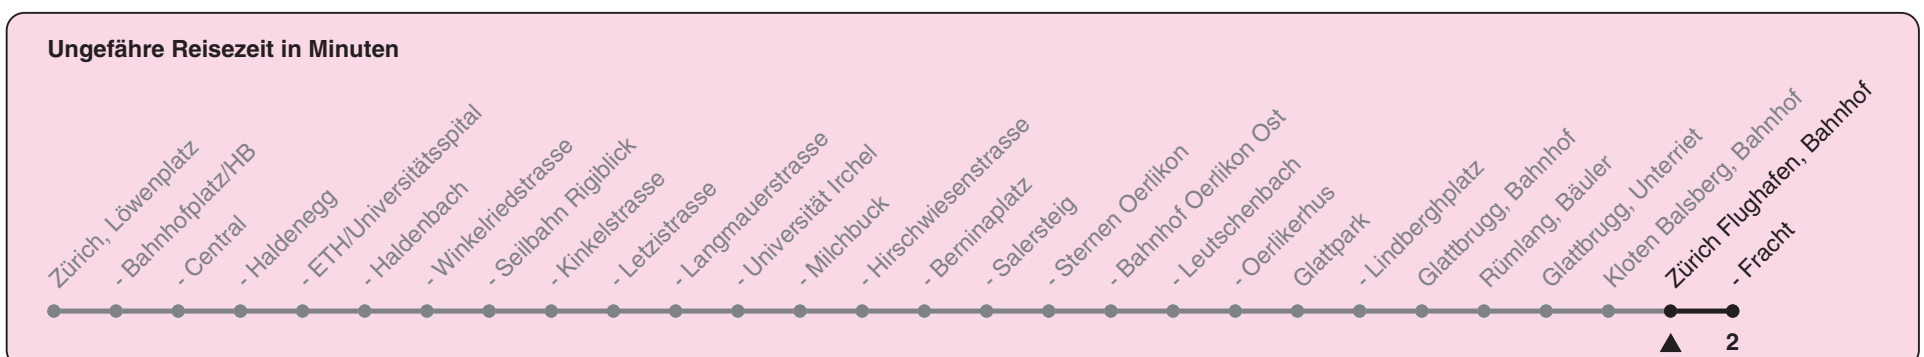 Ungefähre Reisezeit in Minuten
Zürich, Löwenplatz
- Bahnhofplatz/HB
- Central
- Haldenegg
- ETH/Universitätsspital
- Haldenbach
- Winkelriedstrasse
- Seilbahn Rigiblick
- Kinkelstrasse
- Letzistrasse
- Langmauerstrasse
- Universität Irchel
- Milchbuck
- Hirschwiesenstrasse
- Berninaplatz
- Salersteig
- Sternen Oerlikon
- Bahnhof Oerlikon Ost
- Leutschenbach
- Oerlikerhus
Glattpark
- Lindberghplatz
Glattbrugg, Bahnhof
Rümlang, Bäuler
Glattbrugg, Unterriet
Kloten Balsberg, Bahnhof
Zürich Flughafen, Bahnhof
- Fracht
2